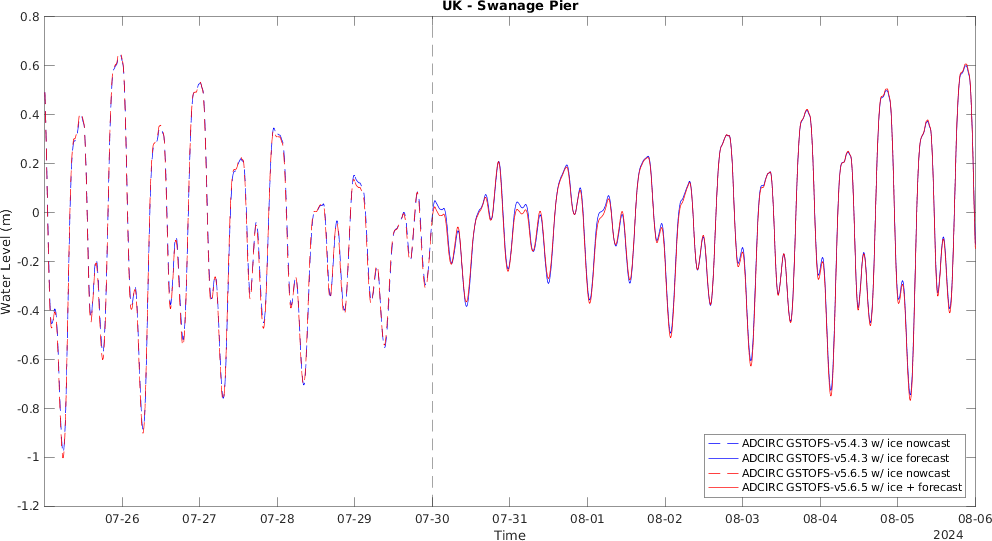 UK - Swanage Pier
Water Level (m)
0.8
0.6
0.4
0.2
0
-0.2
-0.4
-0.6
-0.8
-1
-1.2
ADCIRC GSTOFS-v5.4.3 w/ ice nowcast
ADCIRC GSTOFS-v5.4.3 w/ ice forecast
ADCIRC GSTOFS-v5.6.5 w/ ice nowcast
ADCIRC GSTOFS-v5.6.5 w/ ice + forecast
07-26 07-27 07-28 07-29 07-30 07-31 08-01 08-02 08-03 08-04 08-05 08-06
Time
2024